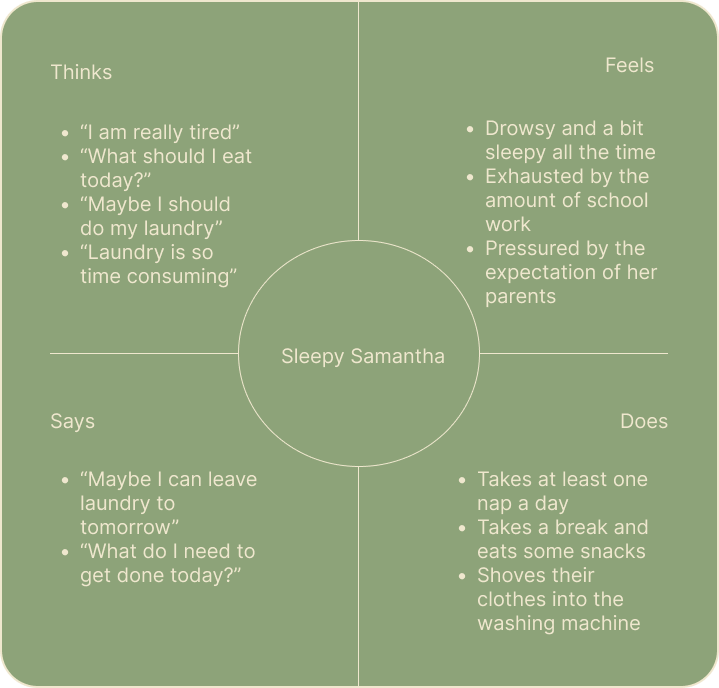 Thinks
• “I am really tired”
• “What should I eat
today?”
• “Maybe I should
do my laundry”
• “Laundry is so
time consuming”
Feels
• Drowsy and a bit
sleepy all the time
• Exhausted by the
amount of school
work
• Pressured by the
expectation of her
parents
Sleepy Samantha
Says
• “Maybe I can leave
laundry to
tomorrow”
• “What do I need to
get done today?”
Does
• Takes at least one
nap a day
• Takes a break and
eats some snacks
• Shoves their
clothes into the
washing machine